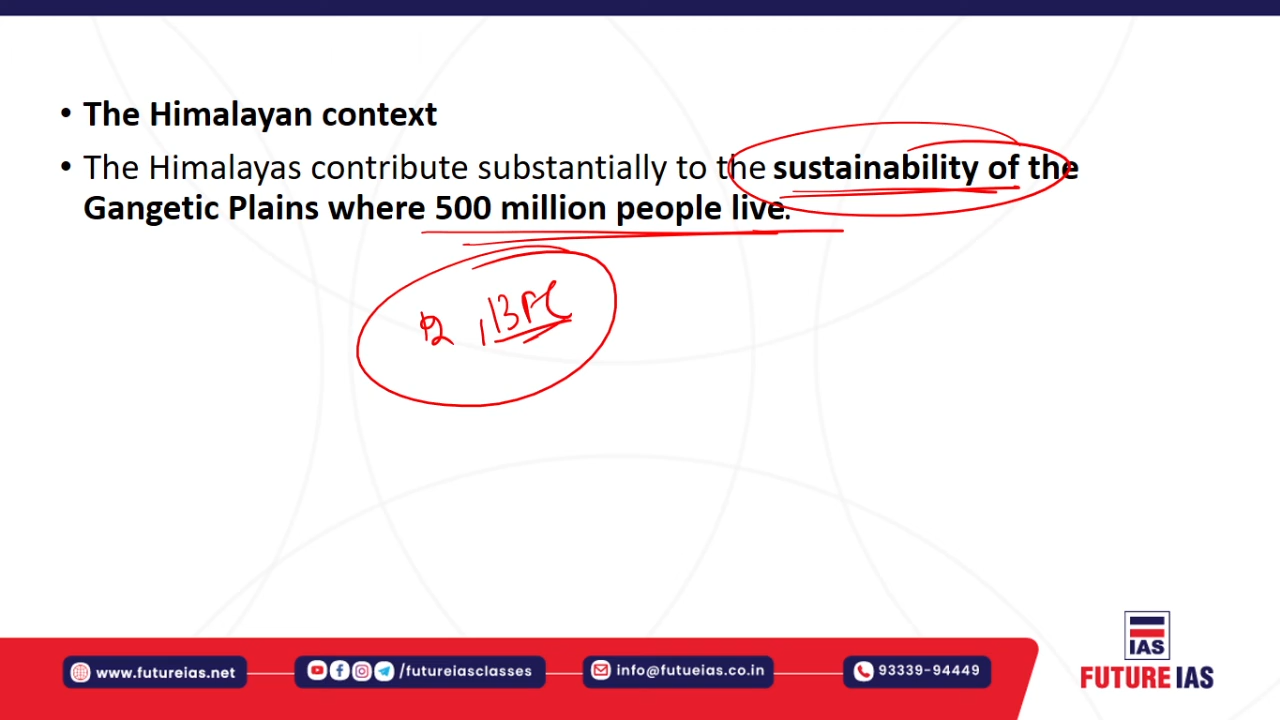 • The Himalayan context
• The Himalayas contribute substantially to the sustainability of the
Gangetic Plains where 500 million people live.
www.futureias.net
/futureiasclasses
info@futueias.co.in
93339-94449
IAS
FUTURE IAS